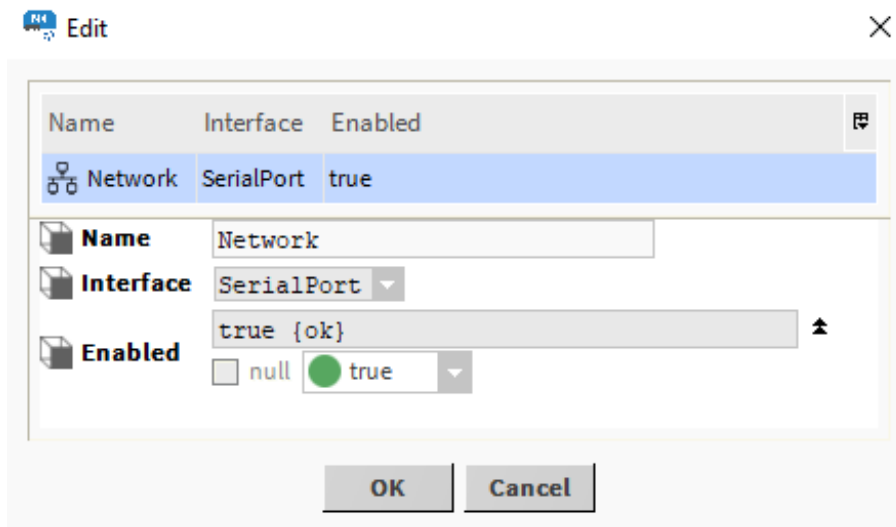 Edit
Name Interface Enabled
Network SerialPort true
Name Network
Interface SerialPort
Enabled true {ok}
null true
OK Cancel